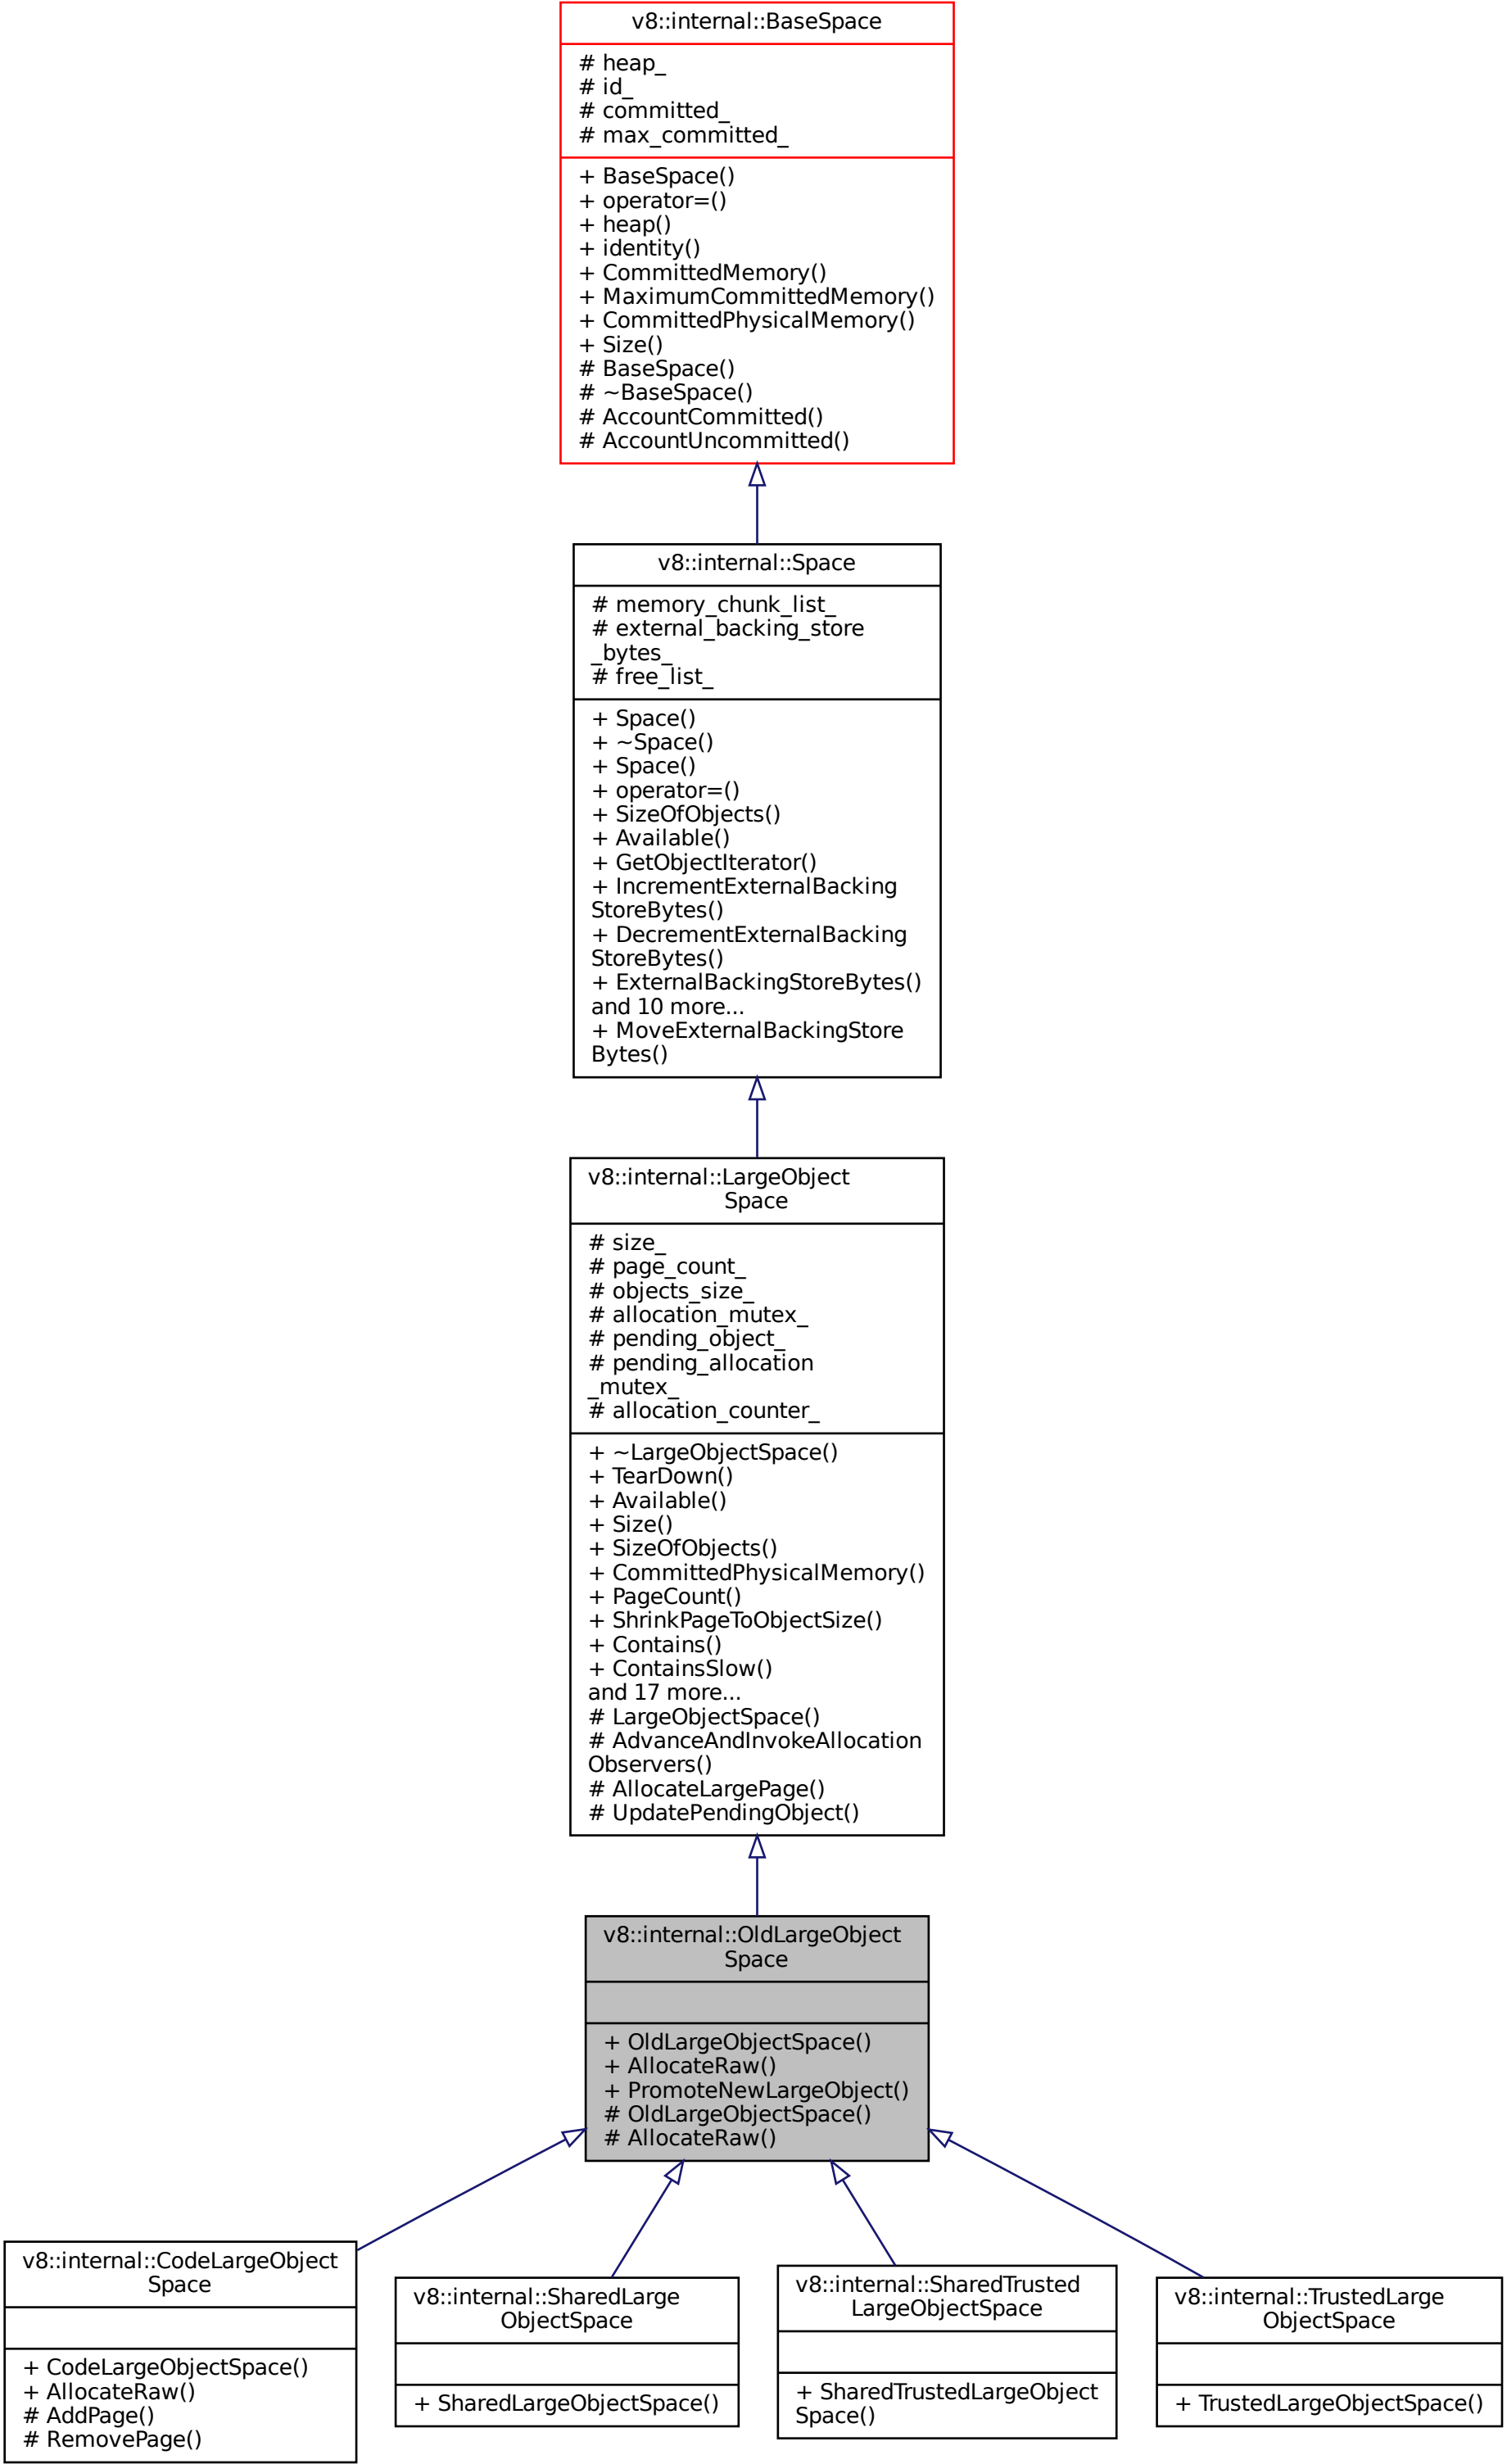 v8::internal::BaseSpace
# heap_
# id_
# committed_
# max_committed_
+ BaseSpace()
+ operator=()
+ heap()
+ identity()
+ CommittedMemory()
+ MaximumCommittedMemory()
+ CommittedPhysicalMemory()
+ Size()
# BaseSpace()
# ~BaseSpace()
# AccountCommitted()
# AccountUncommitted()
v8::internal::Space
# memory_chunk_list_
# external_backing_store
_bytes_
# free_list_
+ Space()
+ ~Space()
+ Space()
+ operator=()
+ SizeOfObjects()
+ Available()
+ GetObjectIterator()
+ IncrementExternalBacking
StoreBytes()
+ DecrementExternalBacking
StoreBytes()
+ ExternalBackingStoreBytes()
and 10 more...
+ MoveExternalBackingStore
Bytes()
v8::internal::LargeObject
Space
# size_
# page_count_
# objects_size_
# allocation_mutex_
# pending_object_
# pending_allocation
_mutex_
# allocation_counter_
+ ~LargeObjectSpace()
+ TearDown()
+ Available()
+ Size()
+ SizeOfObjects()
+ CommittedPhysicalMemory()
+ PageCount()
+ ShrinkPageToObjectSize()
+ Contains()
+ ContainsSlow()
and 17 more...
# LargeObjectSpace()
# AdvanceAndInvokeAllocation
Observers()
# AllocateLargePage()
# UpdatePendingObject()
v8::internal::OldLargeObject
Space
+ OldLargeObjectSpace()
+ AllocateRaw()
+ PromoteNewLargeObject()
# OldLargeObjectSpace()
# AllocateRaw()
v8::internal::CodeLargeObject
Space
+ CodeLargeObjectSpace()
+ AllocateRaw()
# AddPage()
# RemovePage()
v8::internal::SharedLarge
ObjectSpace
+ SharedLargeObjectSpace()
v8::internal::SharedTrusted
LargeObjectSpace
+ SharedTrustedLargeObject
Space()
v8::internal::TrustedLarge
ObjectSpace
+ TrustedLargeObjectSpace()